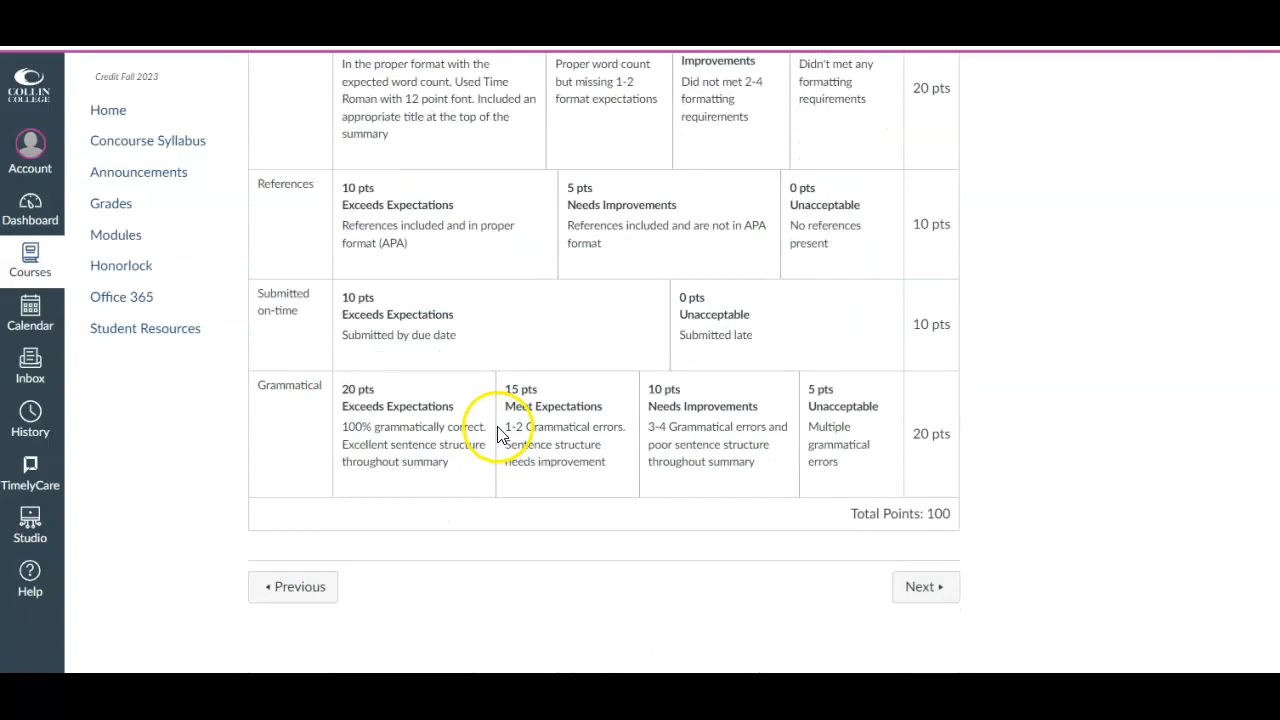 COLLIN
COLLEGE
Account
Dashboard
Courses
Calendar
Inbox
History
TimelyCare
Studio
Help
Credit Fall 2023
Home
Concourse Syllabus
Announcements
Grades
Modules
Honorlock
Office 365
Student Resources
In the proper format with the
expected word count. Used Time
Roman with 12 point font. Included an
appropriate title at the top of the
summary
Proper word count
but missing 1-2
format expectations
Improvements
Did not met 2-4
formatting
requirements
Didn't met any
formatting
requirements
20 pts
References
10 pts
Exceeds Expectations
References included and in proper
format (APA)
5 pts
Needs Improvements
References included and are not in APA
format
0 pts
Unacceptable
No references
present
10 pts
Submitted
on-time
10 pts
Exceeds Expectations
Submitted by due date
0 pts
Unacceptable
Submitted late
10 pts
Grammatical
20 pts
Exceeds Expectations
100% grammatically correct.
Excellent sentence structure
throughout summary
15 pts
Meet Expectations
1-2 Grammatical errors.
Sentence structure
needs improvement
10 pts
Needs Improvements
3-4 Grammatical errors and
poor sentence structure
throughout summary
5 pts
Unacceptable
Multiple
grammatical
errors
20 pts
Total Points: 100
Previous
Next